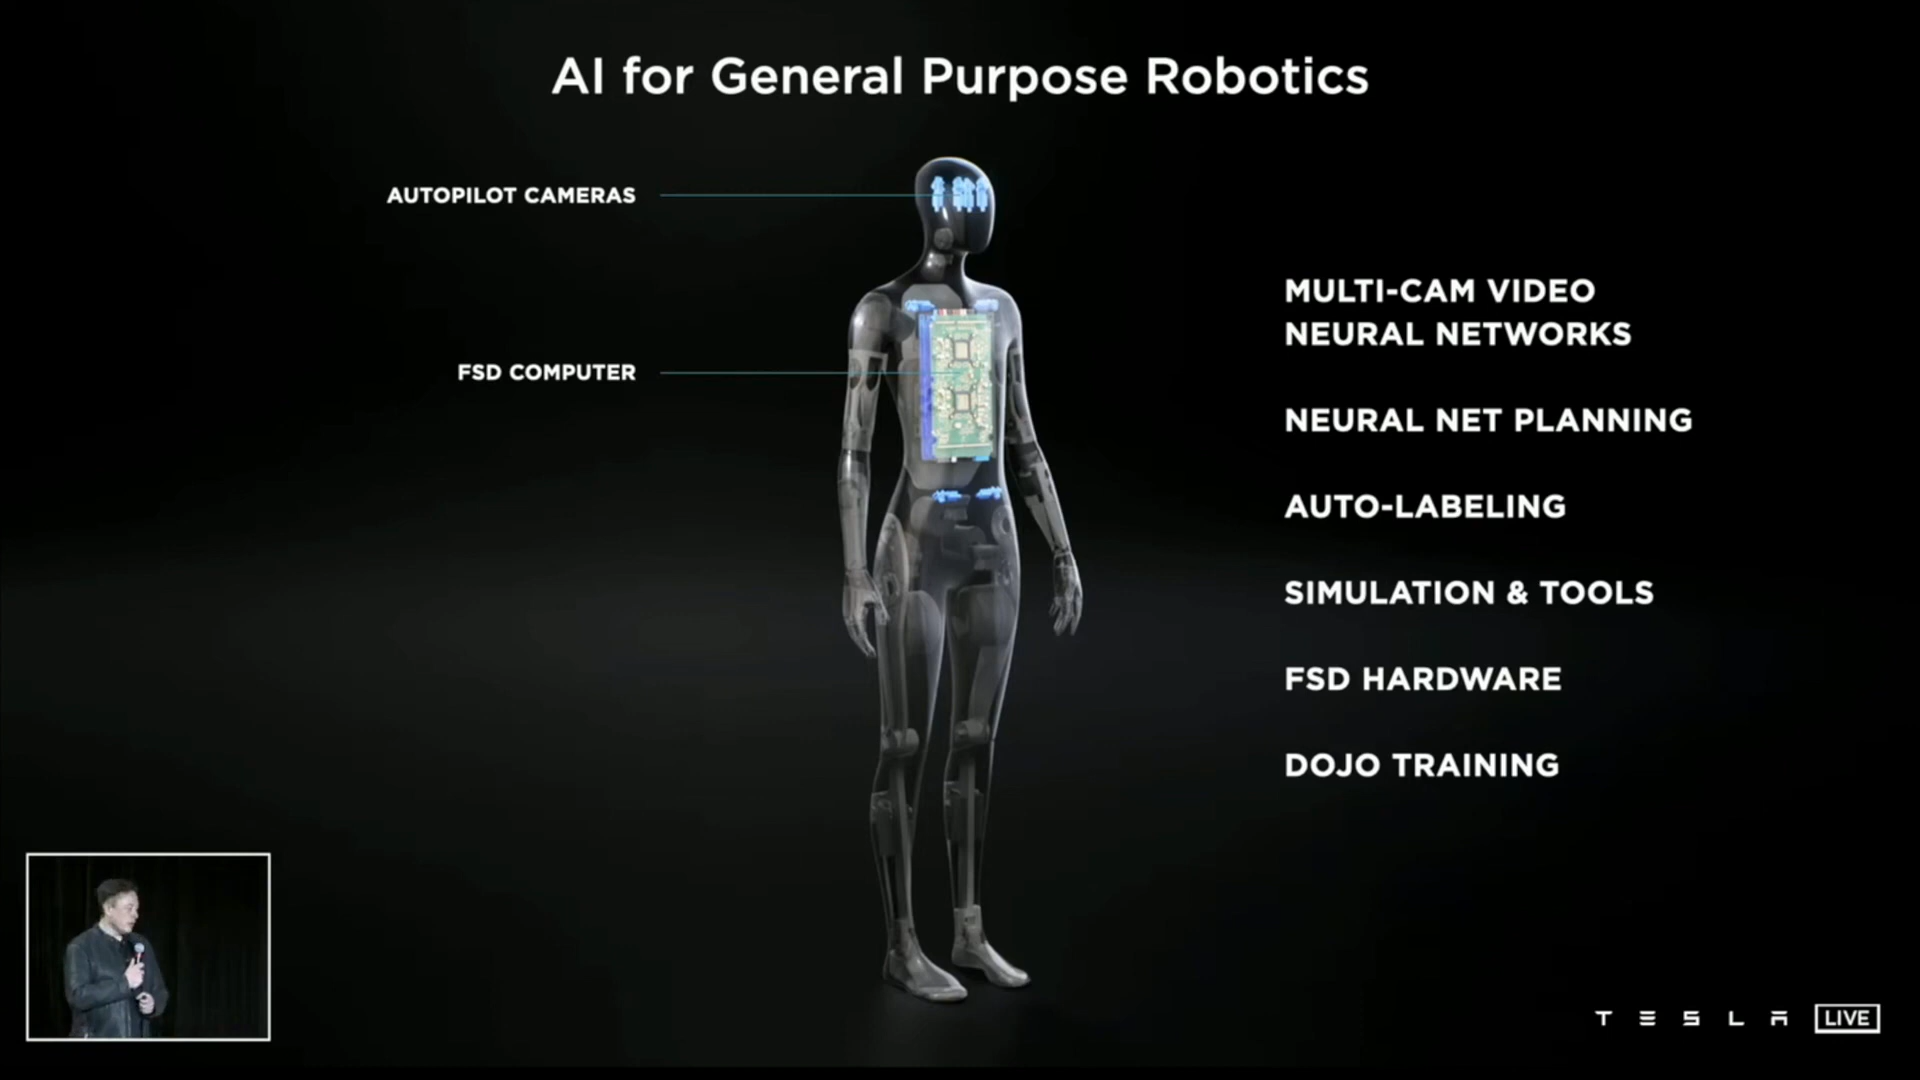 AI for General Purpose Robotics
AUTOPILOT CAMERAS
FSD COMPUTER
MULTI-CAM VIDEO
NEURAL NETWORKS
NEURAL NET PLANNING
AUTO-LABELING
SIMULATION & TOOLS
FSD HARDWARE
DOJO TRAINING
TESLA LIVE